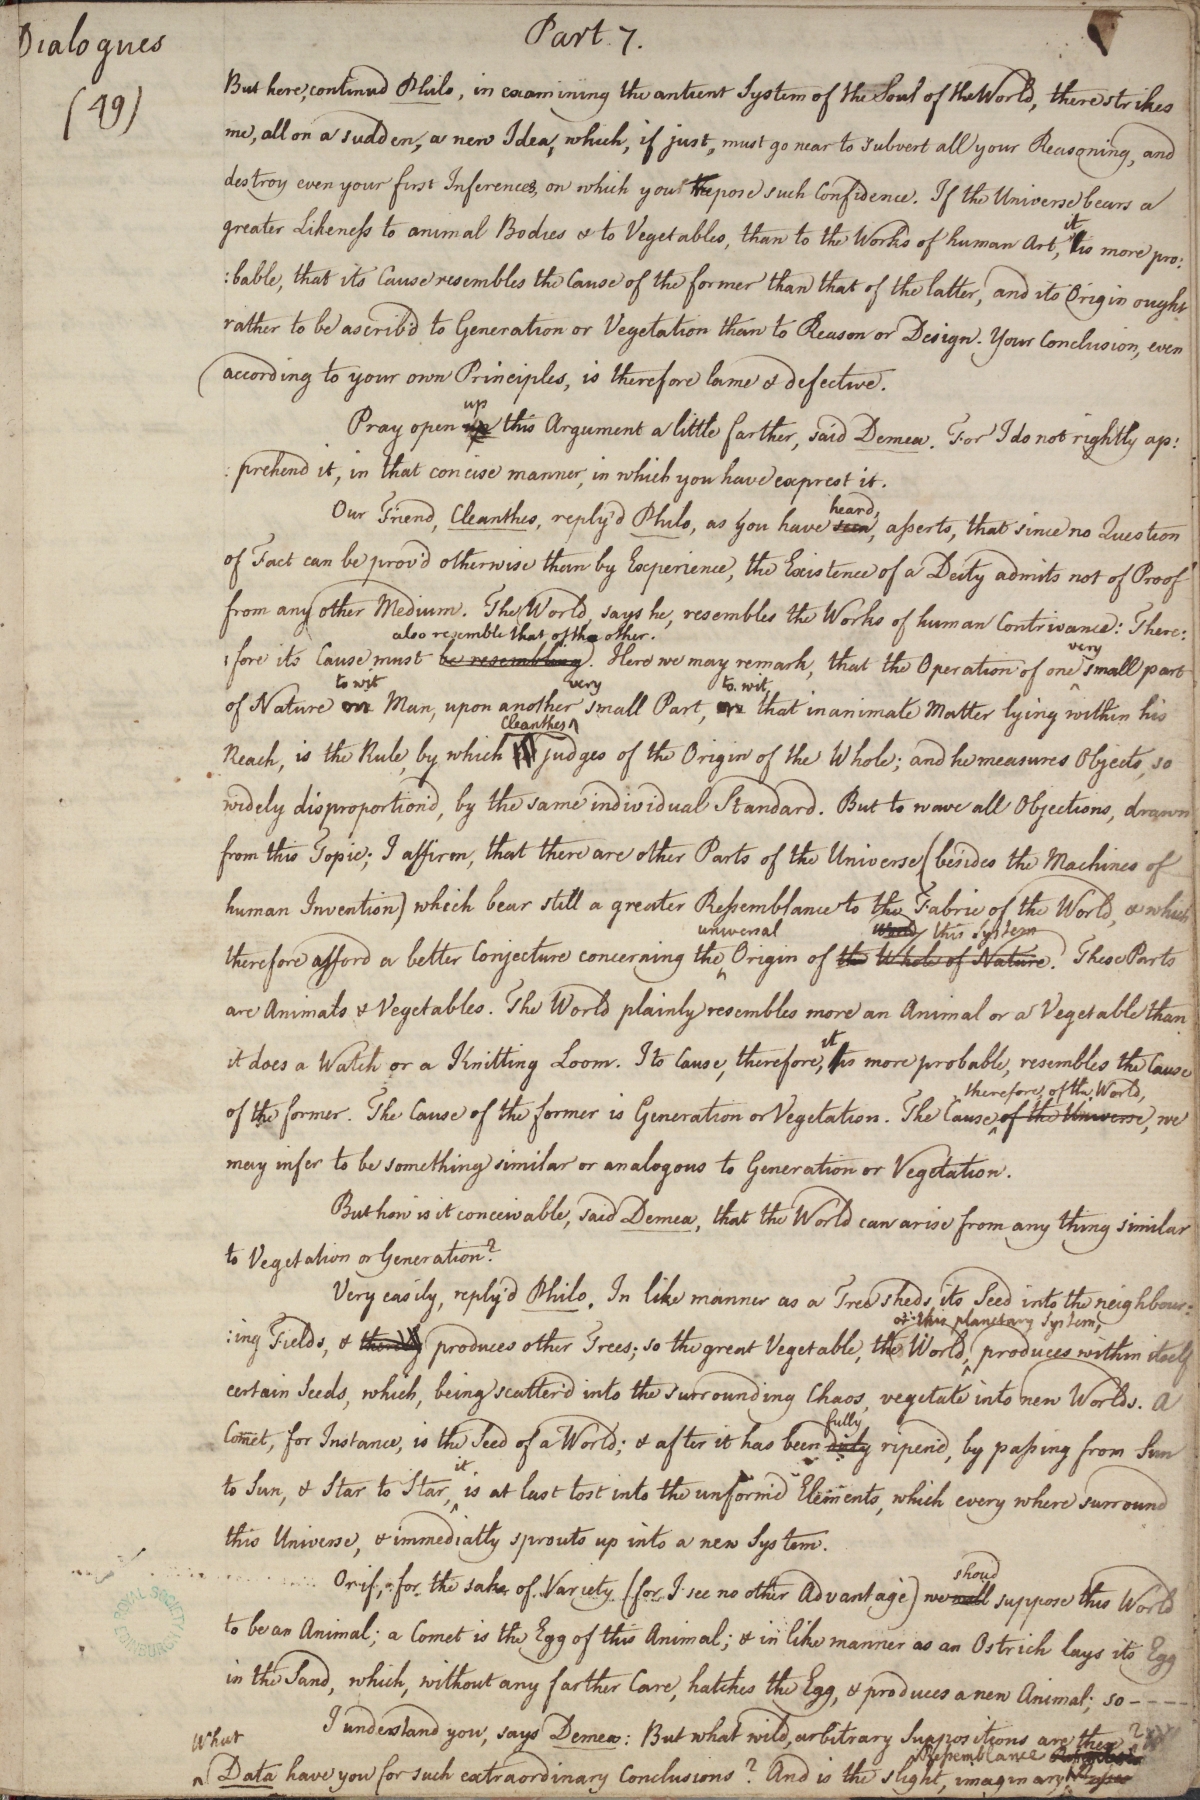 Dialogues
(49)
Part. 7.
But here, continued Philo, in examining the antient System of the Soul of the World, there strikes
me, all on a sudden, a new Idea, which, if just, must go near to subvert all your Reasoning, and
destroy even your first Inferences, on which you repose such Confidence. If the Universe bears a
it
greater Likeness to animal Bodies & to Vegetables, than to the Works of human Art, is more pro:
:bable, that its Cause resembles the Cause of the former than that of the latter, and its Origin ought
rather to be ascrib'd to Generation or Vegetation than to Reason or Design. Your Conclusion, even
according to your own Principles, is therefore lame & defective.
up
Pray open up this Argument a little farther, said Demea. For I do not rightly ap:
:prehend it, in that concise manner, in which you have exprest it.
heard,
Our Friend, Cleanthes, reply'd Philo, as you have seen, asserts, that since no Question
of Fact can be prov'd otherwise than by Experience, the Existence of a Deity admits not of Proof
from any other Medium. The World, says he, resembles the Works of human Contrivance: There:
also resemble that of the other.
very
:fore its Cause must be resembling. Here we may remark, that the Operation of one small part
to wit
very
to wit,
of Nature on Man, upon another small Part, on that inanimate Matter lying within his
Cleanthes
Reach, is the Rule, by which judges of the Origin of the Whole; and he measures Objects, so
widely disproportion'd, by the same individual Standard. But to wave all Objections, drawn
from this Topic; I affirm, that there are other Parts of the Universe (besides the Machines of
human Invention) which bear still a greater Ressemblance to the Fabric of the World, & which
universal
this System
therefore afford a better Conjecture concerning the Origin of the Whole of Nature. These Parts
are Animals & Vegetables. The World plainly resembles more an Animal or a Vegetable than
it
it does a Watch or a Knitting Loom. Its Cause, therefore, is more probable, resembles the Cause
therefore, of the World,
of the former. The Cause of the former is Generation or Vegetation. The Cause of the Universe, we
may infer to be something similar or analogous to Generation or Vegetation.
But how is it conceivable, said Demea, that the World can arise from any thing similar
to Vegetation or Generation?
Very easily, reply'd Philo. In like manner as a Tree sheds its Seed into the neighbour:
or this planetary System,
:ing Fields, & produces other Trees; so the great Vegetable, the World, produces within itself
certain Seeds, which, being scatter'd into the surrounding Chaos, vegetate into new Worlds. A
fully
Comet, for Instance, is the Seed of a World; & after it has been duly ripen'd, by passing from Sun
it
to Sun, & Star to Star, is at last tost into the unform'd Elements, which every where surround
this Universe, & immediatly sprouts up into a new System.
shoud
Or if, for the sake of Variety (for I see no other Advantage) we suppose this World
to be an Animal; a Comet is the Egg of this Animal; & in like manner as an Ostrich lays its Egg
in the Sand, which, without any farther Care, hatches the Egg, & produces a new Animal; so ----
I understand you, says Demea: But what wild, arbitrary Suppositions are these?
What
Ressemblance
Data have you for such extraordinary Conclusions? And is the slight, imaginary
ROYAL SOCIETY
EDINBURGH